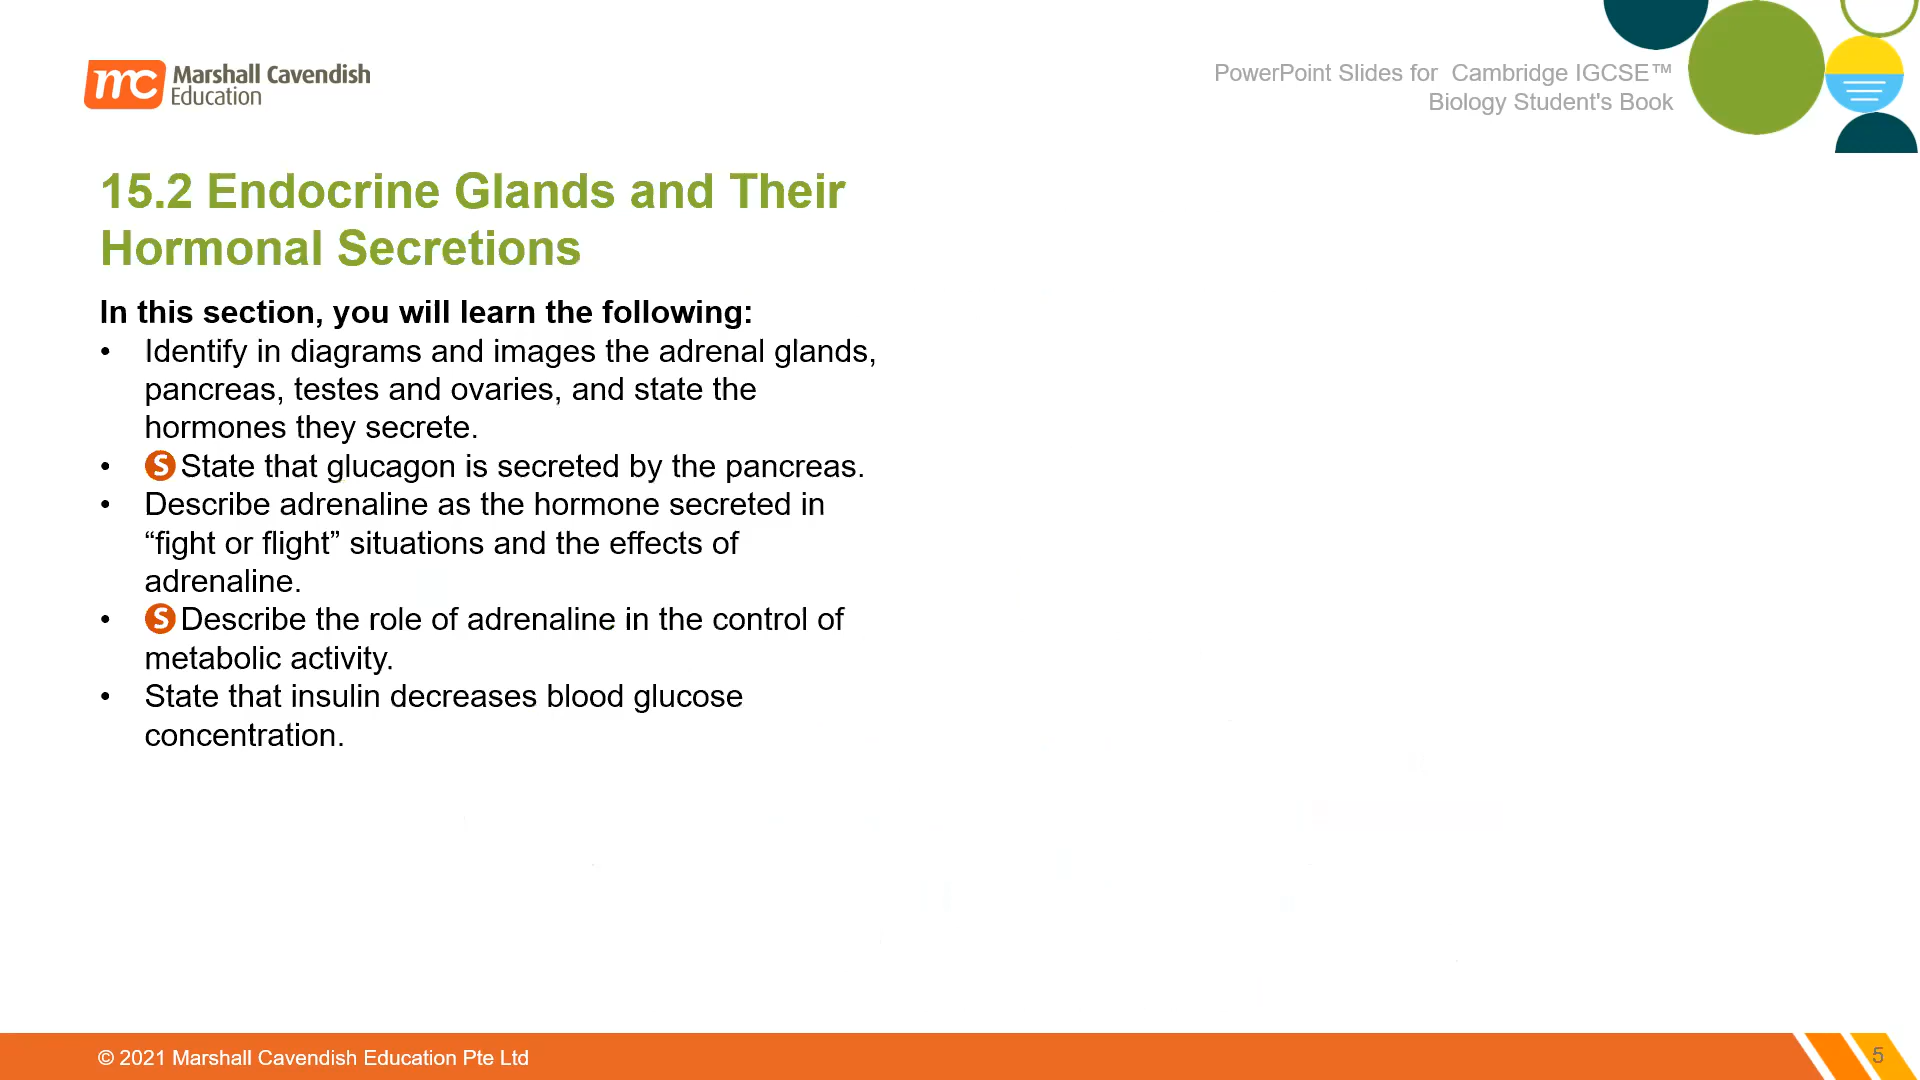 mc Marshall Cavendish
Education
PowerPoint Slides for Cambridge IGCSE™
Biology Student's Book
15.2 Endocrine Glands and Their
Hormonal Secretions
In this section, you will learn the following:
• Identify in diagrams and images the adrenal glands,
pancreas, testes and ovaries, and state the
hormones they secrete.
• S State that glucagon is secreted by the pancreas.
• Describe adrenaline as the hormone secreted in
“fight or flight” situations and the effects of
adrenaline.
• S Describe the role of adrenaline in the control of
metabolic activity.
• State that insulin decreases blood glucose
concentration.
© 2021 Marshall Cavendish Education Pte Ltd
5